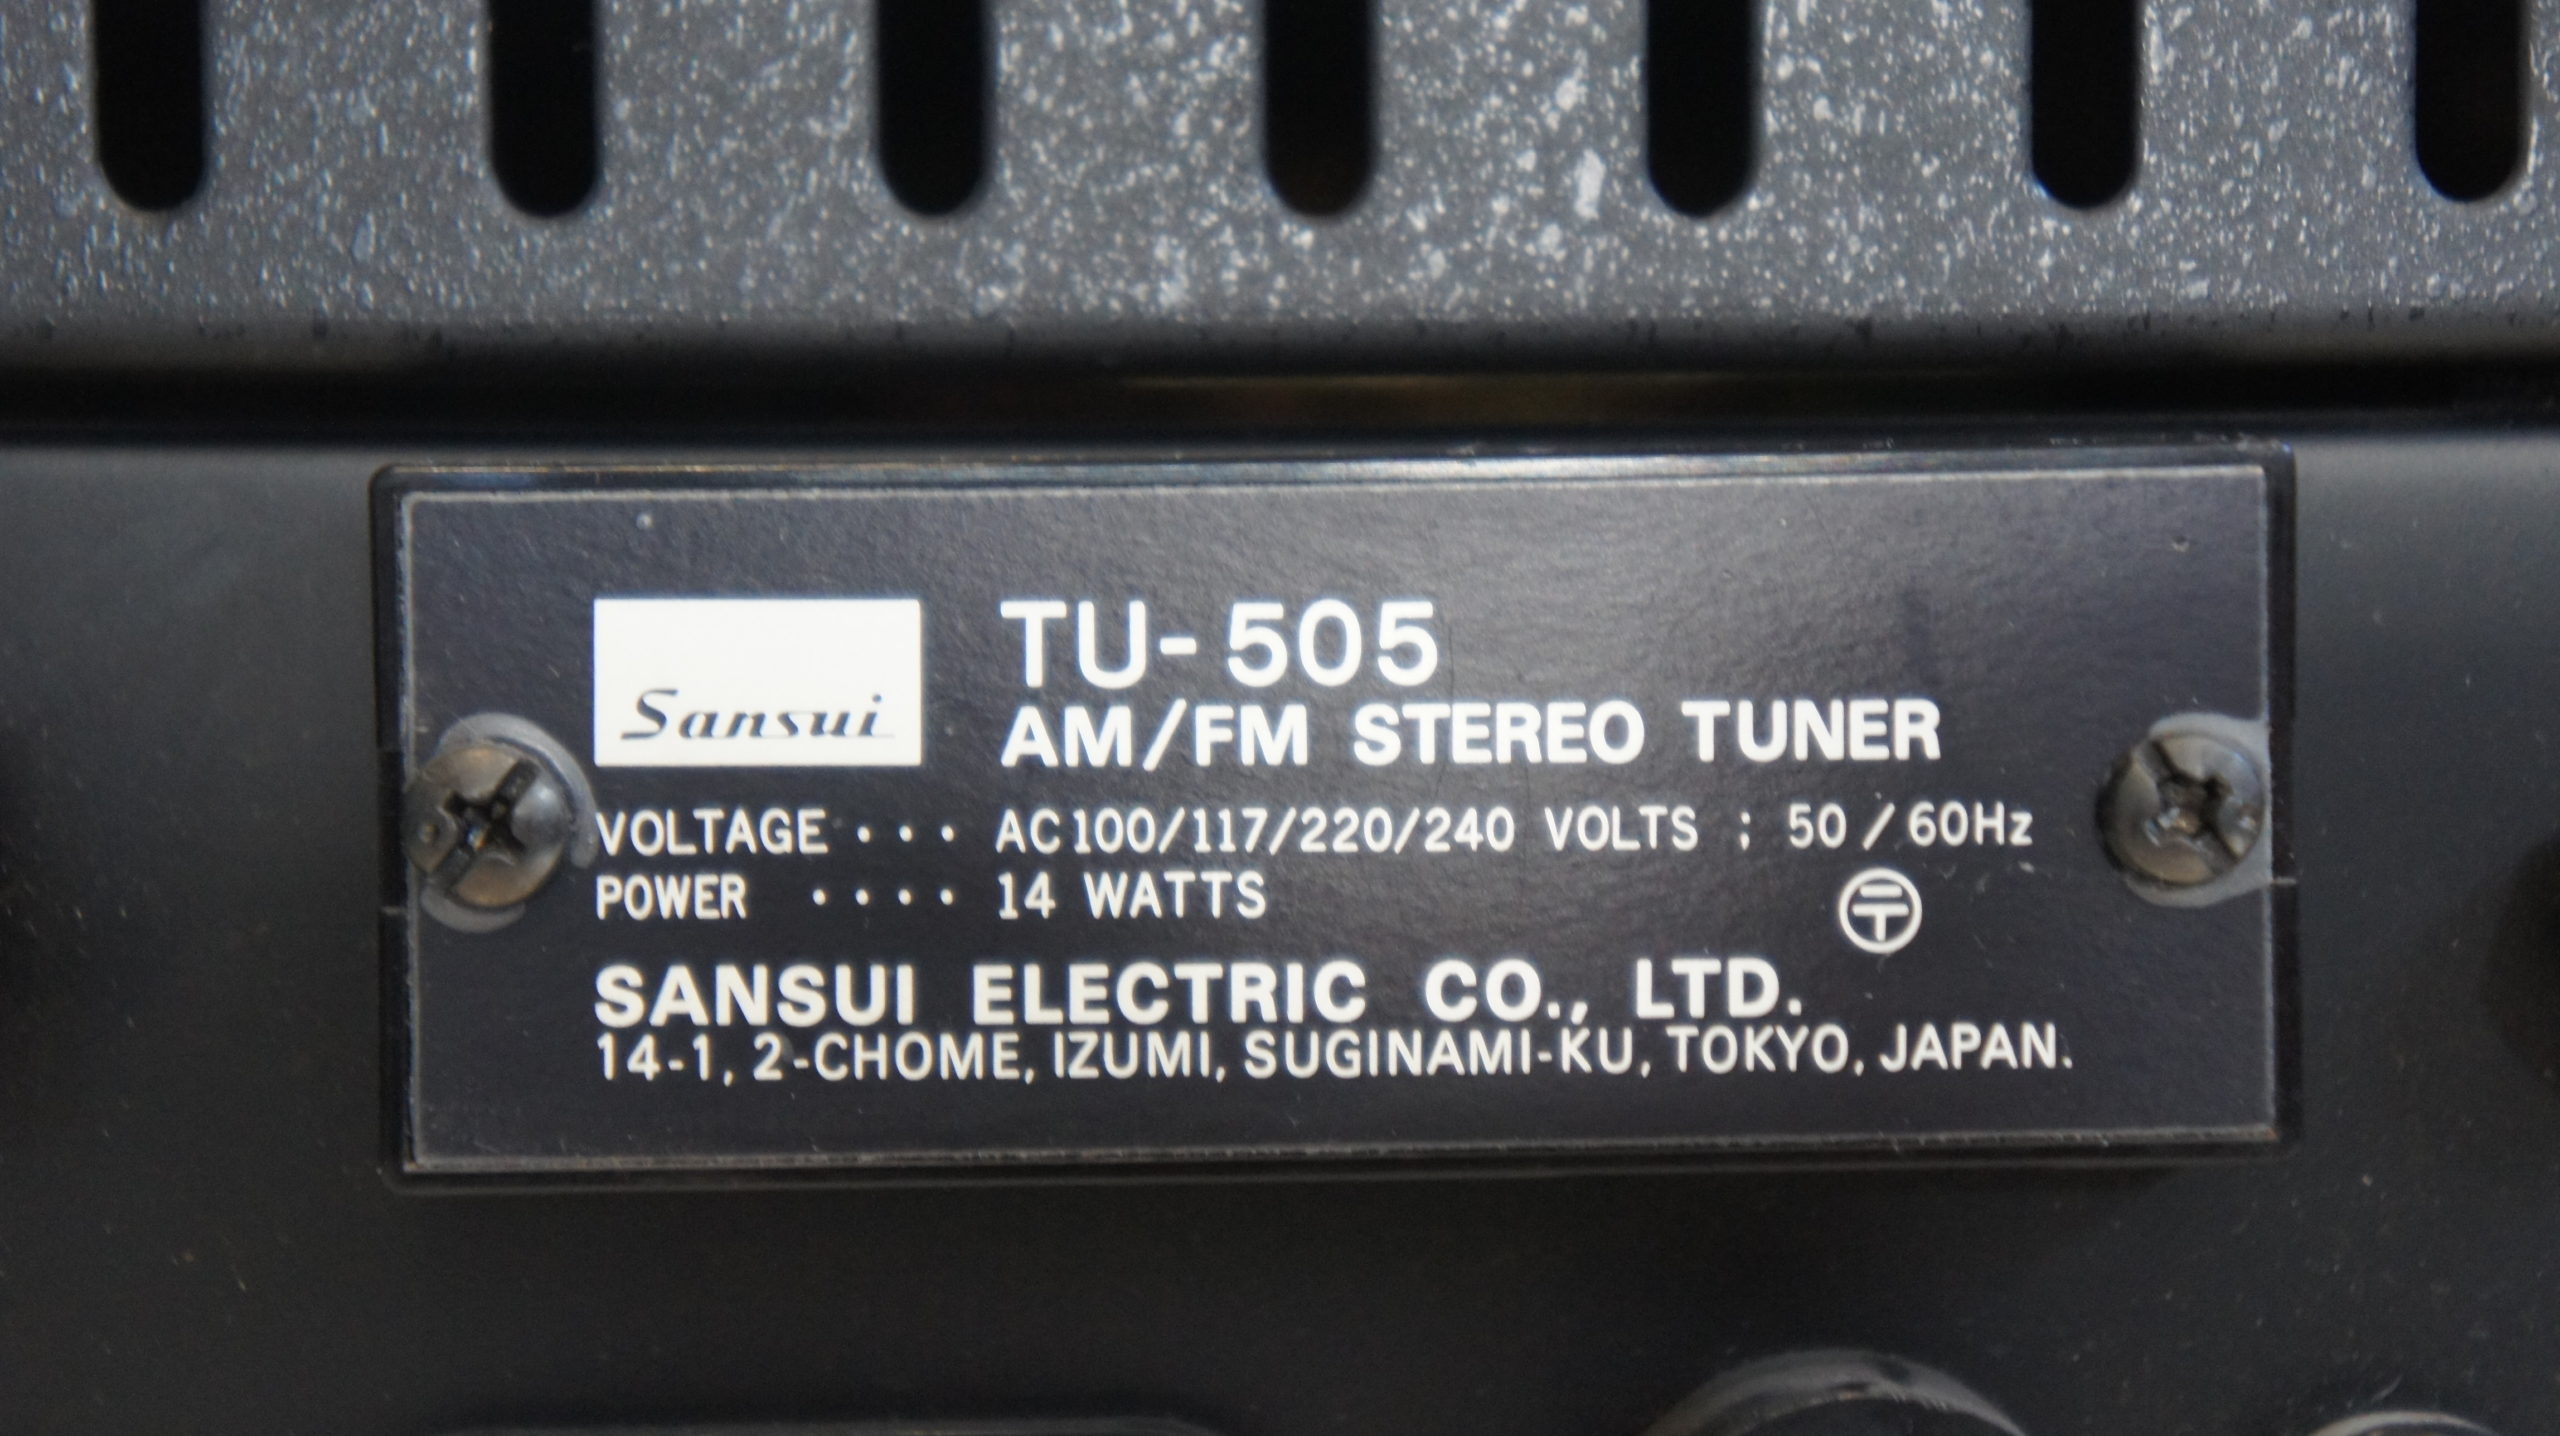 Sansui
TU-505
AM/FM STEREO TUNER
VOLTAGE ··· AC100/117/220/240 VOLTS ; 50/60Hz
POWER ···· 14 WATTS
〶
SANSUI ELECTRIC CO., LTD.
14-1, 2-CHOME, IZUMI, SUGINAMI-KU, TOKYO, JAPAN.